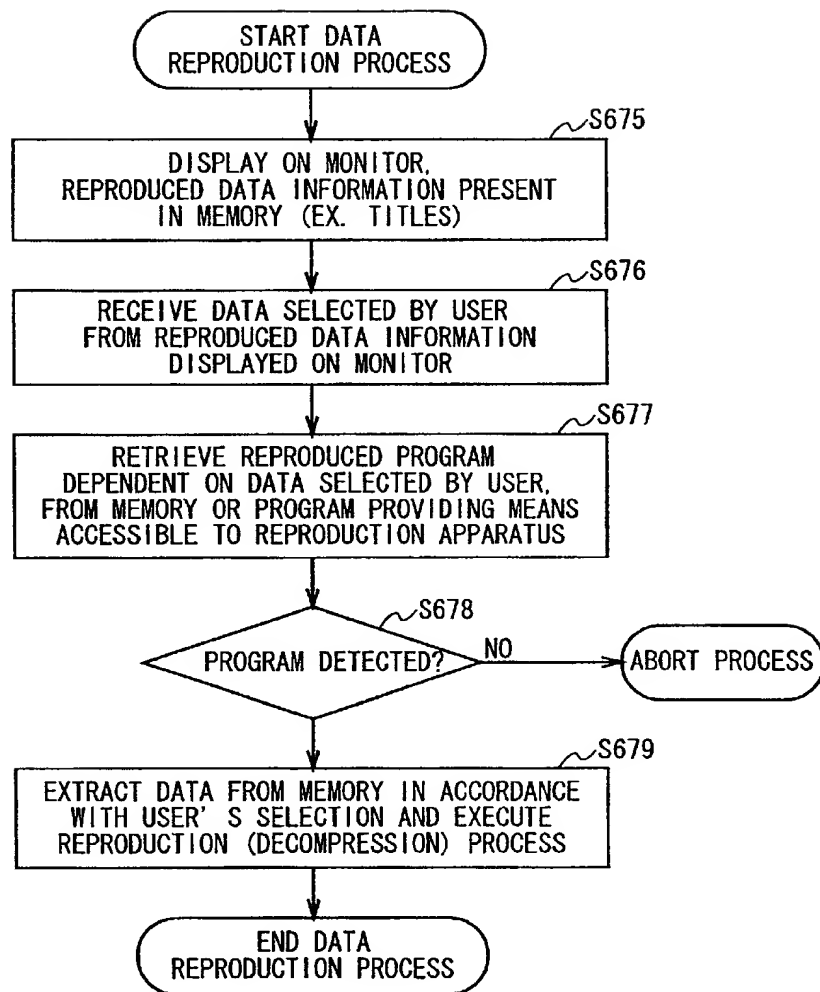 START DATA
REPRODUCTION PROCESS
S675
DISPLAY ON MONITOR,
REPRODUCED DATA INFORMATION PRESENT
IN MEMORY (EX. TITLES)
S676
RECEIVE DATA SELECTED BY USER
FROM REPRODUCED DATA INFORMATION
DISPLAYED ON MONITOR
S677
RETRIEVE REPRODUCED PROGRAM
DEPENDENT ON DATA SELECTED BY USER,
FROM MEMORY OR PROGRAM PROVIDING MEANS
ACCESSIBLE TO REPRODUCTION APPARATUS
S678
PROGRAM DETECTED?
NO
ABORT PROCESS
S679
EXTRACT DATA FROM MEMORY IN ACCORDANCE
WITH USER' S SELECTION AND EXECUTE
REPRODUCTION (DECOMPRESSION) PROCESS
END DATA
REPRODUCTION PROCESS